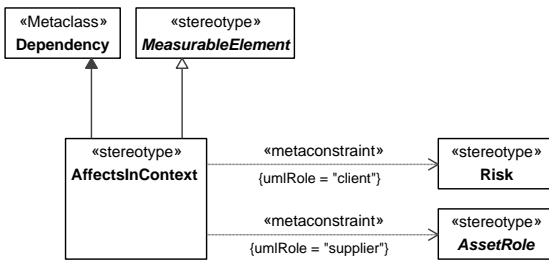 «Metaclass»
Dependency
«stereotype»
MeasurableElement
«stereotype»
AffectsInContext
«metaconstraint»
{umlRole = "client"}
«stereotype»
Risk
«metaconstraint»
{umlRole = "supplier"}
«stereotype»
AssetRole